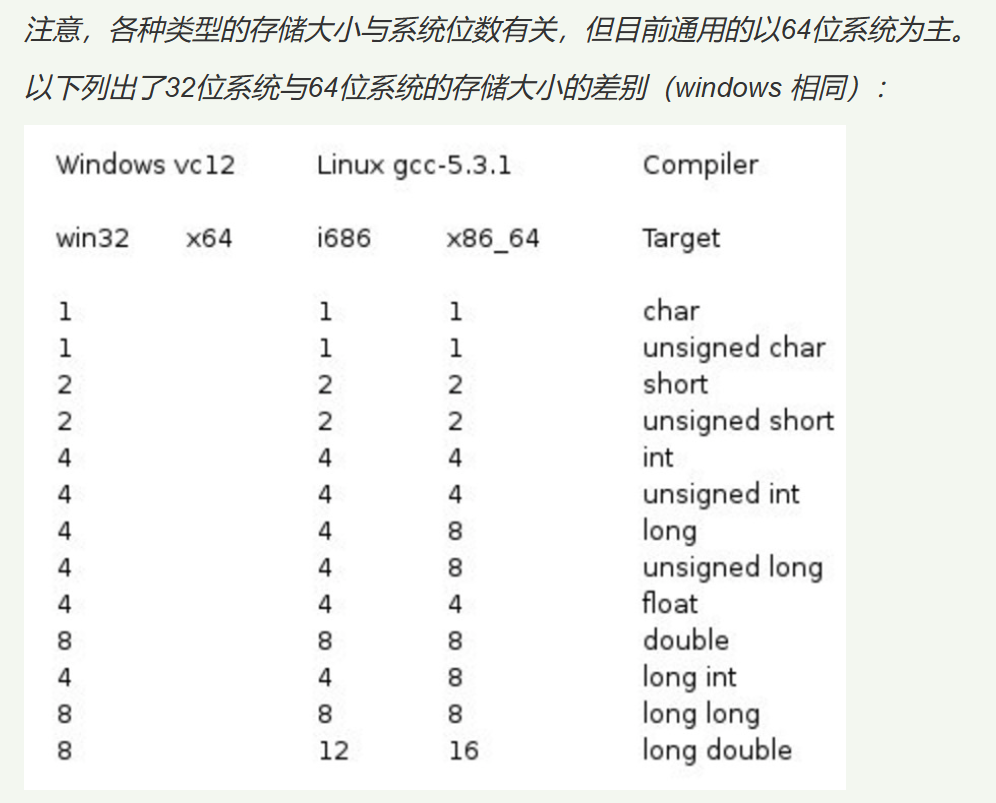 注意，各种类型的存储大小与系统位数有关，但目前通用的以64位系统为主。
以下列出了32位系统与64位系统的存储大小的差别（windows 相同）：
Windows vc12 Linux gcc-5.3.1 Compiler
win32 x64 i686 x86_64 Target
1 1 1 char
1 1 1 unsigned char
2 2 2 short
2 2 2 unsigned short
4 4 4 int
4 4 4 unsigned int
4 4 8 long
4 4 8 unsigned long
4 4 4 float
8 8 8 double
4 4 8 long int
8 8 8 long long
8 12 16 long double